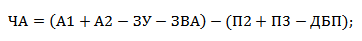 ЧА = (А1 + А2 − ЗУ − ЗВА) − (П2 + П3 − ДБП);